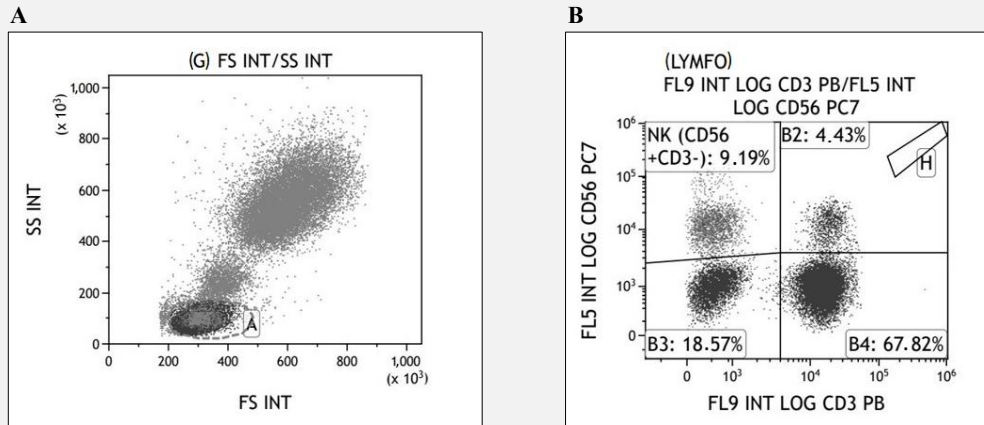 A
(G) FS INT/SS INT
(x 10³)
SS INT
1,000
800
600
400
200
0
A
0 200 400 600 800 1,000
(x 10³)
FS INT
B
(LYMFO)
FL9 INT LOG CD3 PB/FL5 INT
LOG CD56 PC7
FL5 INT LOG CD56 PC7
10⁶
10⁵
10⁴
10³
0
NK (CD56
+CD3-): 9.19%
B2: 4.43%
H
B3: 18.57%
B4: 67.82%
0 10³ 10⁴ 10⁵ 10⁶
FL9 INT LOG CD3 PB